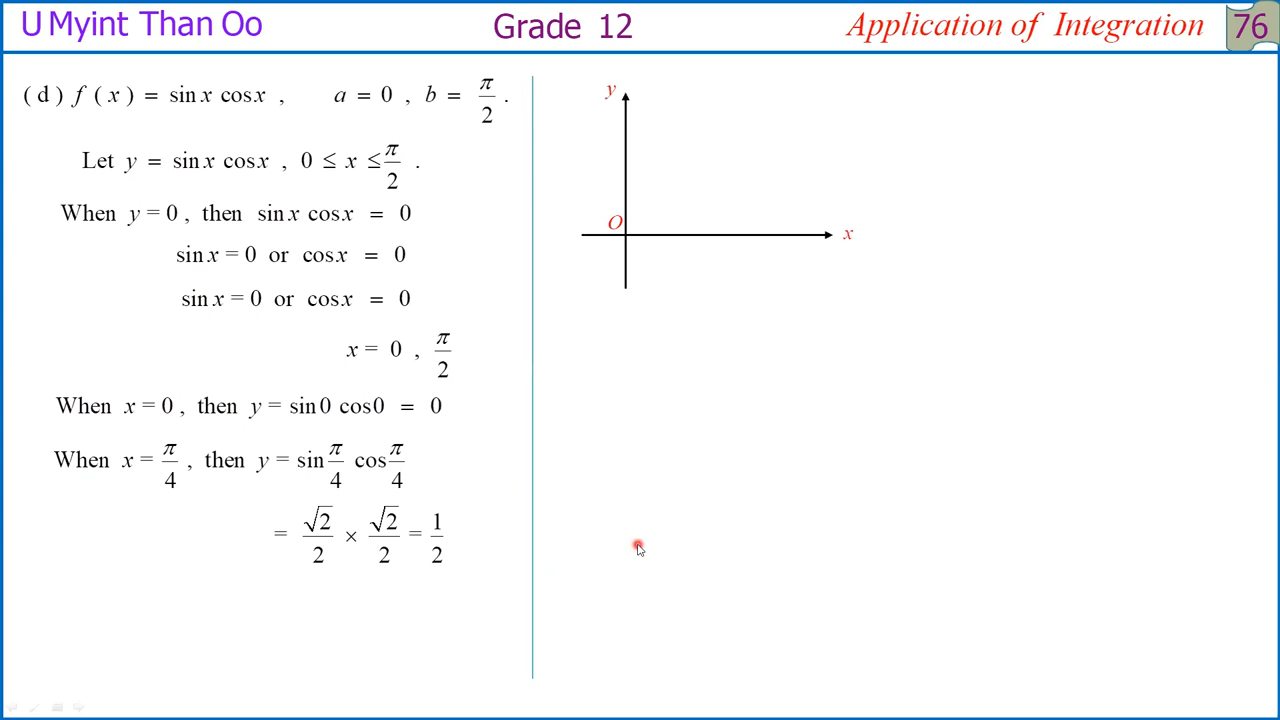 U Myint Than Oo
Grade 12
Application of Integration
76
( d ) f ( x ) = sin x cos x , a = 0 , b = π/2 .
Let y = sin x cos x , 0 ≤ x ≤ π/2 .
When y = 0 , then sin x cos x = 0
sin x = 0 or cos x = 0
sin x = 0 or cos x = 0
x = 0 , π/2
When x = 0 , then y = sin 0 cos 0 = 0
When x = π/4 , then y = sin π/4 cos π/4
= √2/2 × √2/2 = 1/2
y
O
x